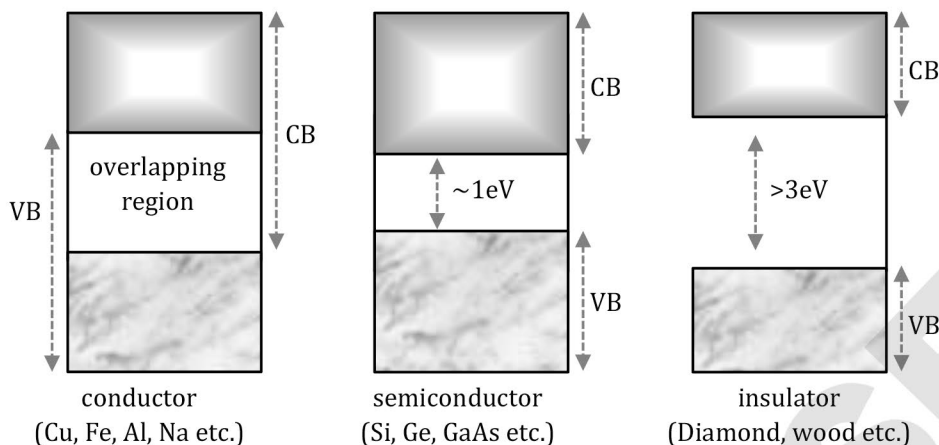 CB
VB
overlapping
region
conductor
(Cu, Fe, Al, Na etc.)
CB
~1eV
VB
semiconductor
(Si, Ge, GaAs etc.)
CB
>3eV
VB
insulator
(Diamond, wood etc.)